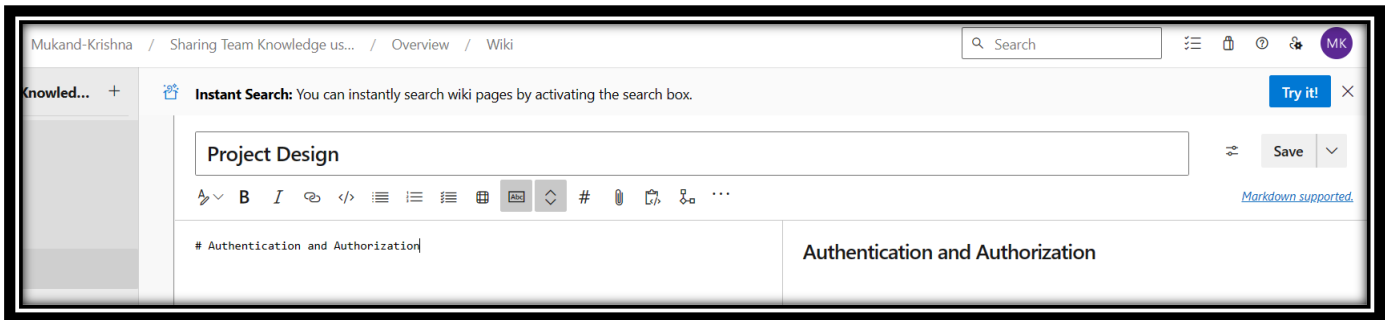 Mukand-Krishna / Sharing Team Knowledge us... / Overview / Wiki
Search
MK
Knowled... +
Instant Search: You can instantly search wiki pages by activating the search box.
Try it!
Project Design
Save
B I </> Abc # ...
Markdown supported.
# Authentication and Authorization
Authentication and Authorization